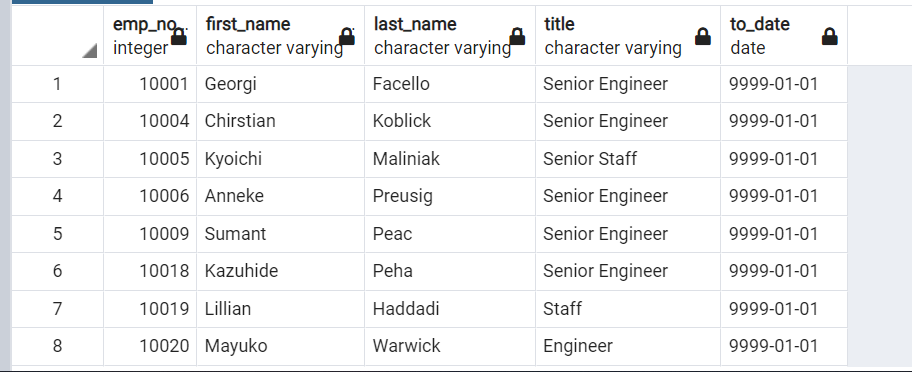 emp_no first_name last_name title to_date
integer character varying character varying character varying date
1 10001 Georgi Facello Senior Engineer 9999-01-01
2 10004 Chirstian Koblick Senior Engineer 9999-01-01
3 10005 Kyoichi Maliniak Senior Staff 9999-01-01
4 10006 Anneke Preusig Senior Engineer 9999-01-01
5 10009 Sumant Peac Senior Engineer 9999-01-01
6 10018 Kazuhide Peha Senior Engineer 9999-01-01
7 10019 Lillian Haddadi Staff 9999-01-01
8 10020 Mayuko Warwick Engineer 9999-01-01